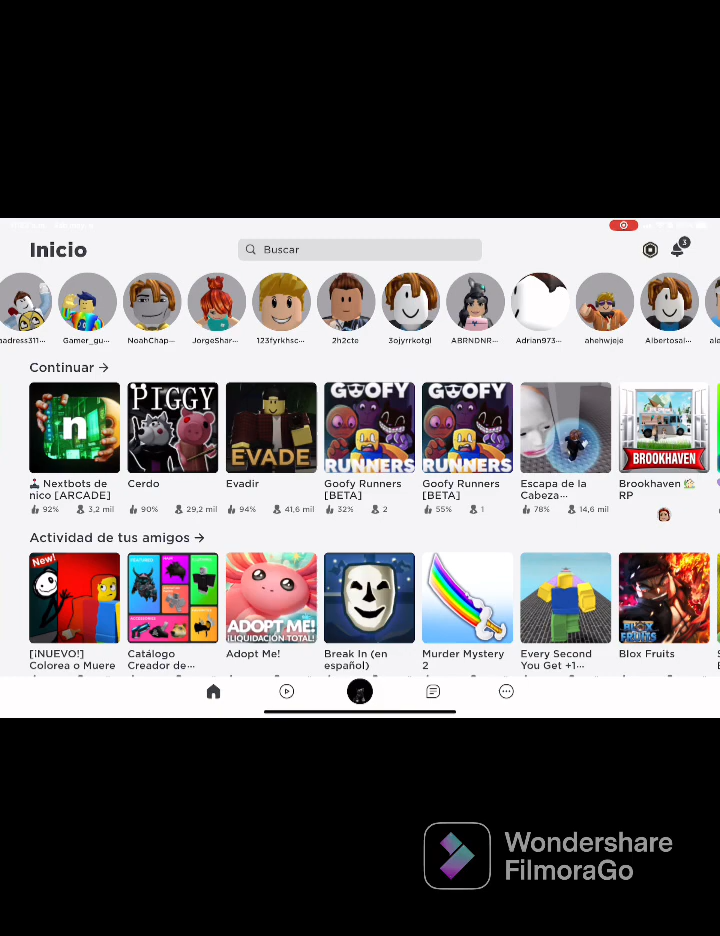 Inicio
Buscar
3
adress311...
Gamer_gu...
NoahChap...
JorgeShar...
123fyrkhsc...
2h2cte
3ojyrrkotgl
ABRNDNR...
Adrian973...
ahehwjeje
Albertosal...
Continuar →
n
PIGGY
EVADE
GOOFY RUNNERS
GOOFY RUNNERS
BROOKHAVEN
Nextbots de nico [ARCADE]
Cerdo
Evadir
Goofy Runners [BETA]
Goofy Runners [BETA]
Escapa de la Cabeza...
Brookhaven RP
92% 3,2 mil
90% 29,2 mil
94% 41,6 mil
32% 2
55% 1
78% 14,6 mil
Actividad de tus amigos →
New!
ADOPT ME!
¡LIQUIDACIÓN TOTAL!
BLOX FRUITS
[¡NUEVO!] Colorea o Muere
Catálogo Creador de...
Adopt Me!
Break In (en español)
Murder Mystery 2
Every Second You Get +1...
Blox Fruits
Wondershare
FilmoraGo